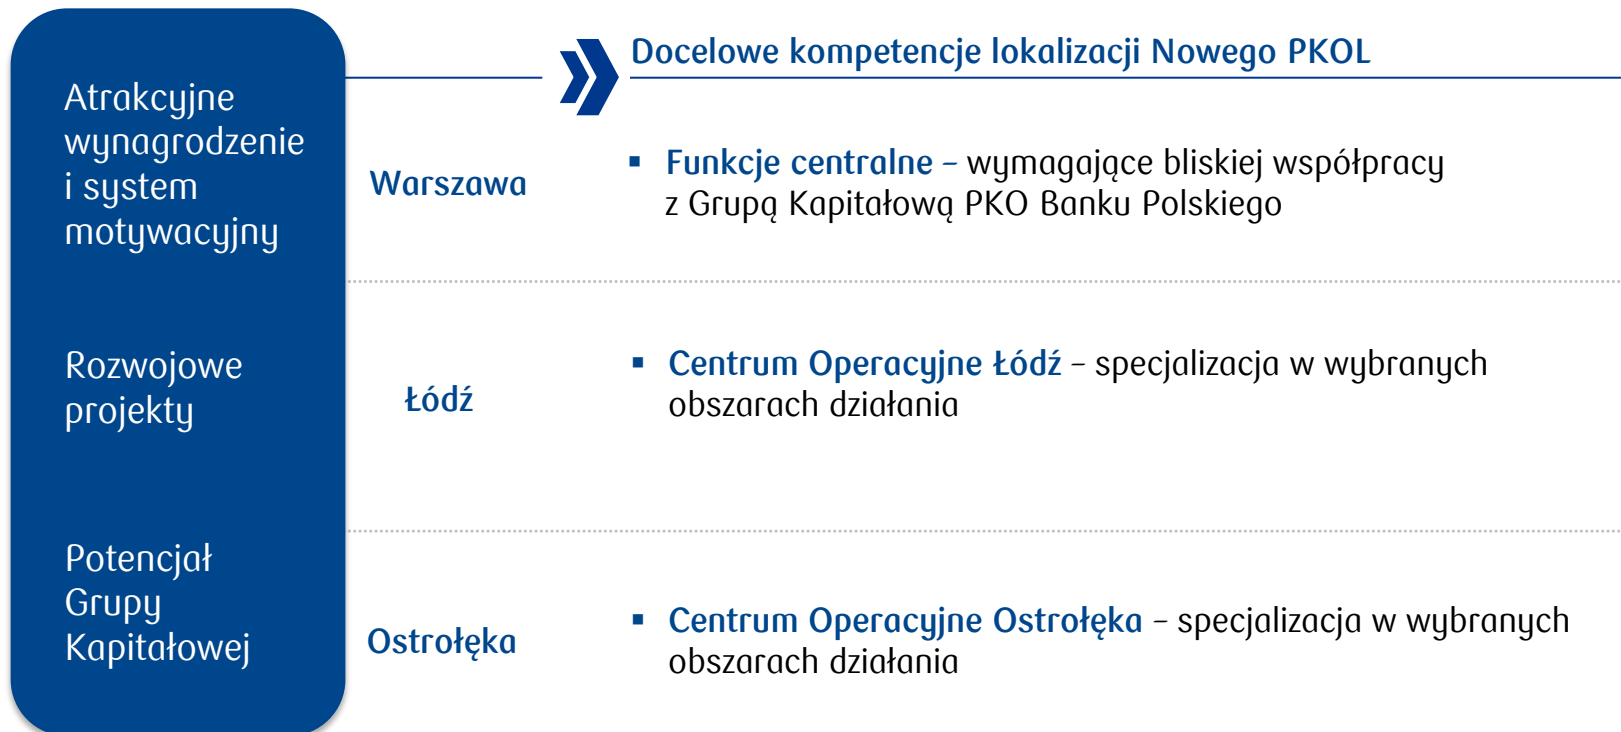 Atrakcyjne
wynagrodzenie
i system
motywacyjny
Rozwojowe
projekty
Potencjał
Grupy
Kapitałowej
Docelowe kompetencje lokalizacji Nowego PKOL
Warszawa
▪ Funkcje centralne – wymagające bliskiej współpracy
z Grupą Kapitałową PKO Banku Polskiego
Łódź
▪ Centrum Operacyjne Łódź – specjalizacja w wybranych
obszarach działania
Ostrołęka
▪ Centrum Operacyjne Ostrołęka – specjalizacja w wybranych
obszarach działania